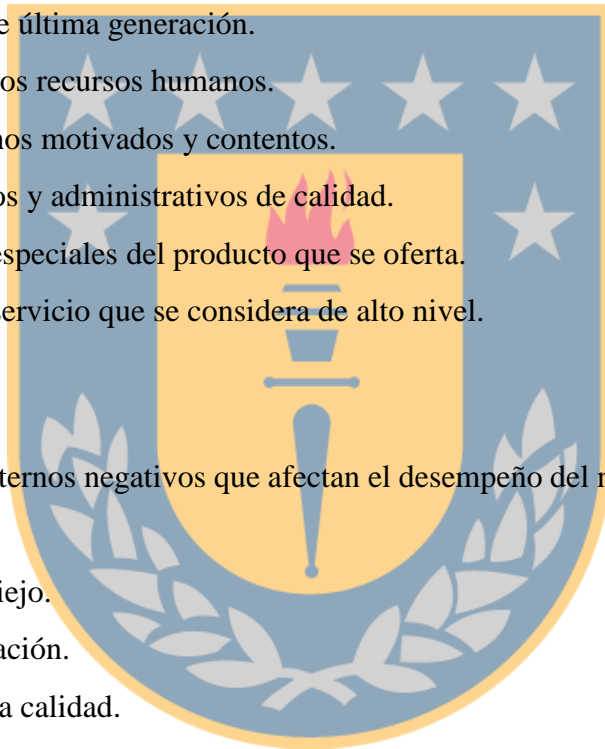 e última generación.
os recursos humanos.
nos motivados y contentos.
os y administrativos de calidad.
especiales del producto que se oferta.
servicio que se considera de alto nivel.
ternos negativos que afectan el desempeño del
iejo.
ación.
a calidad.